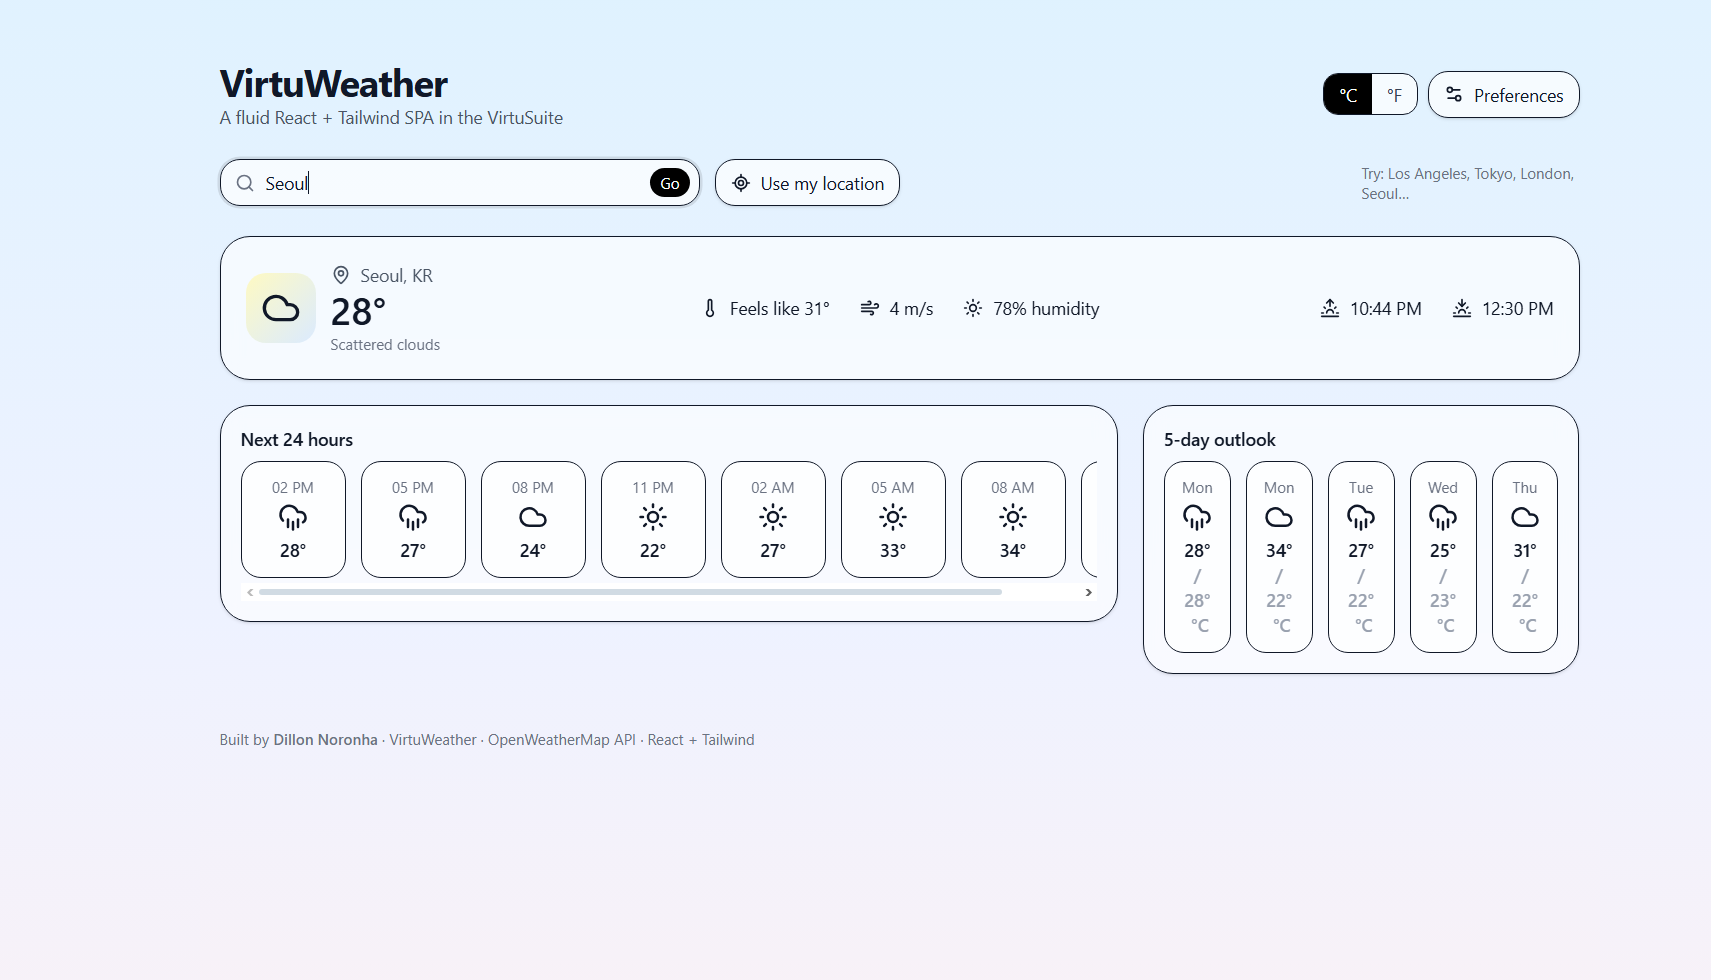 VirtuWeather
A fluid React + Tailwind SPA in the VirtuSuite
°C
°F
Preferences
Seoul
Go
Use my location
Try: Los Angeles, Tokyo, London,
Seoul...
Seoul, KR
28°
Scattered clouds
Feels like 31°
4 m/s
78% humidity
10:44 PM
12:30 PM
Next 24 hours
02 PM
28°
05 PM
27°
08 PM
24°
11 PM
22°
02 AM
27°
05 AM
33°
08 AM
34°
5-day outlook
Mon
28°
/
28°
°C
Mon
34°
/
22°
°C
Tue
27°
/
22°
°C
Wed
25°
/
23°
°C
Thu
31°
/
22°
°C
Built by Dillon Noronha · VirtuWeather · OpenWeatherMap API · React + Tailwind